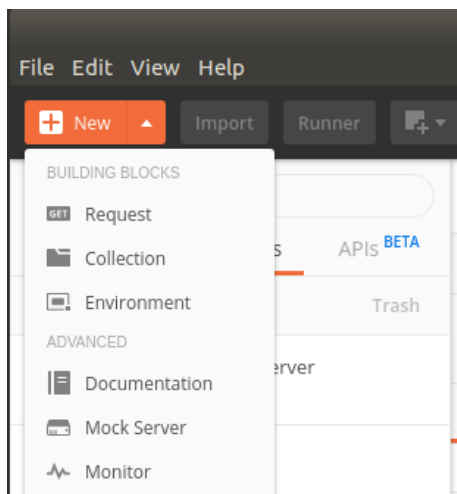 File Edit View Help
New Import Runner
BUILDING BLOCKS
GET Request
Collection
APIs BETA
Environment
Trash
ADVANCED
Documentation
Mock Server
Monitor